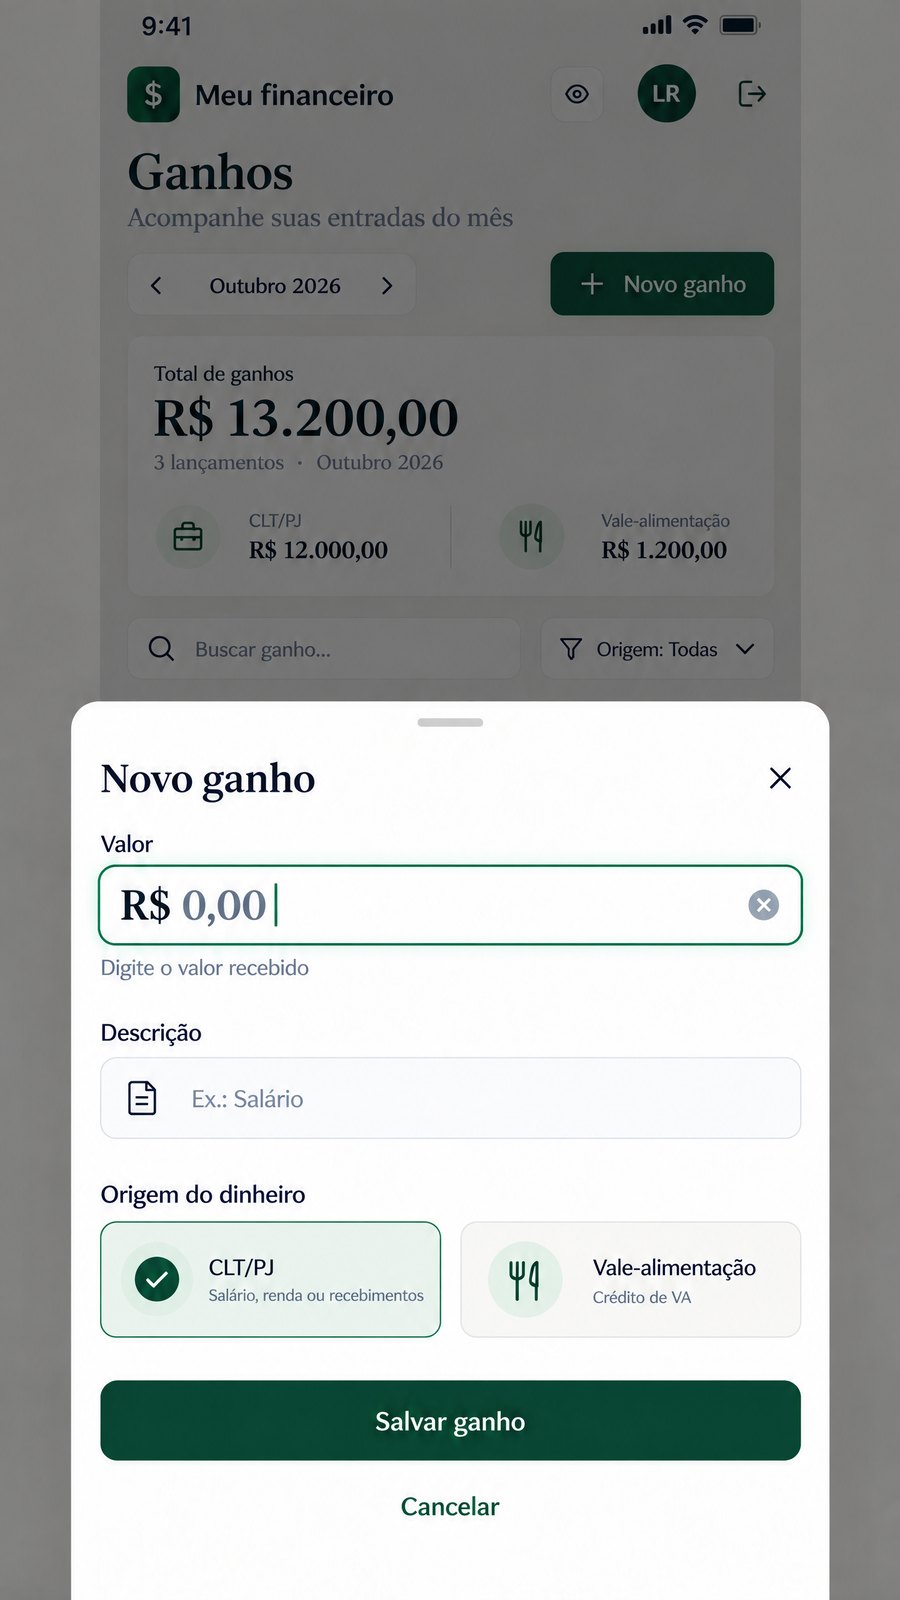 9:41
$ Meu financeiro LR
Ganhos
Acompanhe suas entradas do mês
Outubro 2026
Novo ganho
Total de ganhos
R$ 13.200,00
3 lançamentos · Outubro 2026
CLT/PJ
R$ 12.000,00
Vale-alimentação
R$ 1.200,00
Buscar ganho...
Origem: Todas
Novo ganho
Valor
R$ 0,00
Digite o valor recebido
Descrição
Ex.: Salário
Origem do dinheiro
CLT/PJ
Salário, renda ou recebimentos
Vale-alimentação
Crédito de VA
Salvar ganho
Cancelar